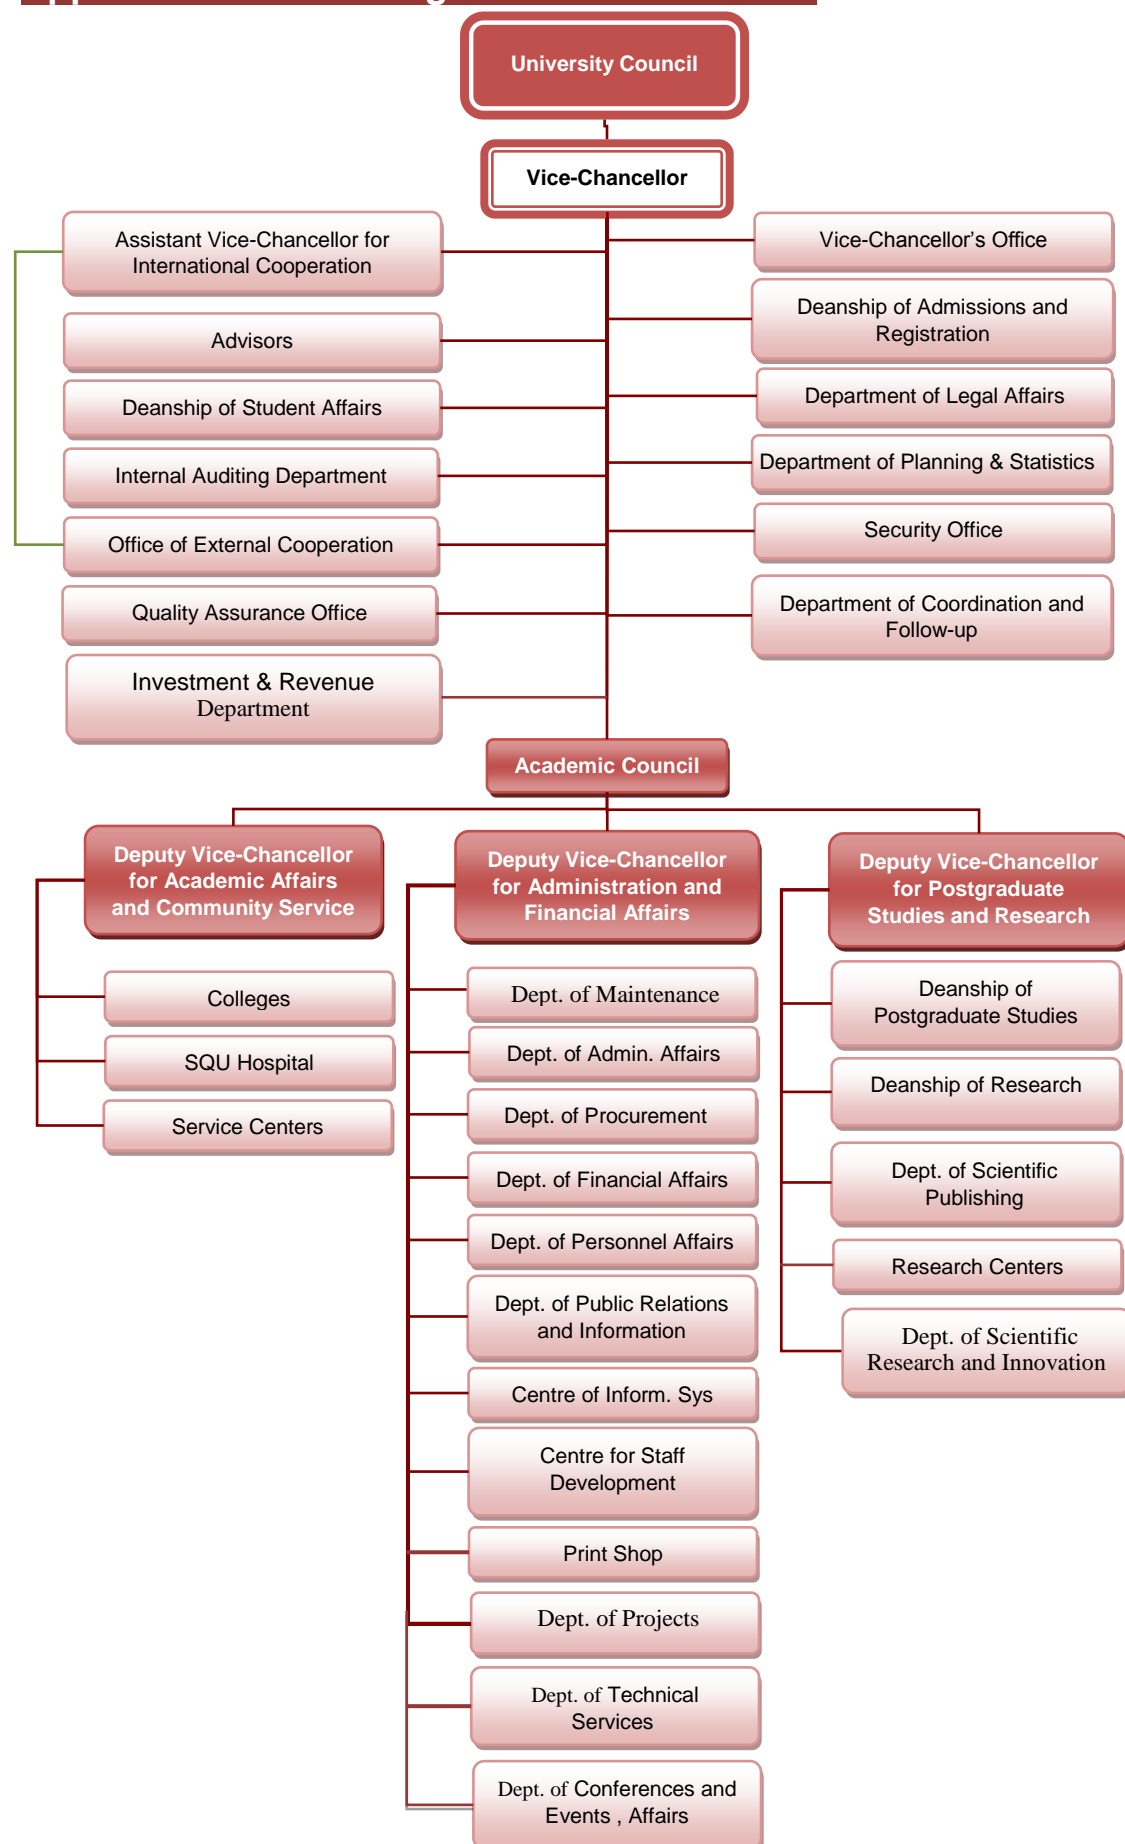 University Council
Vice-Chancellor
Assistant Vice-Chancellor for
International Cooperation
Advisors
Deanship of Student Affairs
Internal Auditing Department
Office of External Cooperation
Quality Assurance Office
Investment & Revenue
Department
Vice-Chancellor's Office
Deanship of Admissions and
Registration
Department of Legal Affairs
Department of Planning & Statistics
Security Office
Department of Coordination and
Follow-up
Academic Council
Deputy Vice-Chancellor
for Academic Affairs
and Community Service
Colleges
SQU Hospital
Service Centers
Deputy Vice-Chancellor
for Administration and
Financial Affairs
Dept. of Maintenance
Dept. of Admin. Affairs
Dept. of Procurement
Dept. of Financial Affairs
Dept. of Personnel Affairs
Dept. of Public Relations
and Information
Centre of Inform. Sys
Centre for Staff
Development
Print Shop
Dept. of Projects
Dept. of Technical
Services
Dept. of Conferences and
Events , Affairs
Deputy Vice-Chancellor
for Postgraduate
Studies and Research
Deanship of
Postgraduate Studies
Deanship of Research
Dept. of Scientific
Publishing
Research Centers
Dept. of Scientific
Research and Innovation